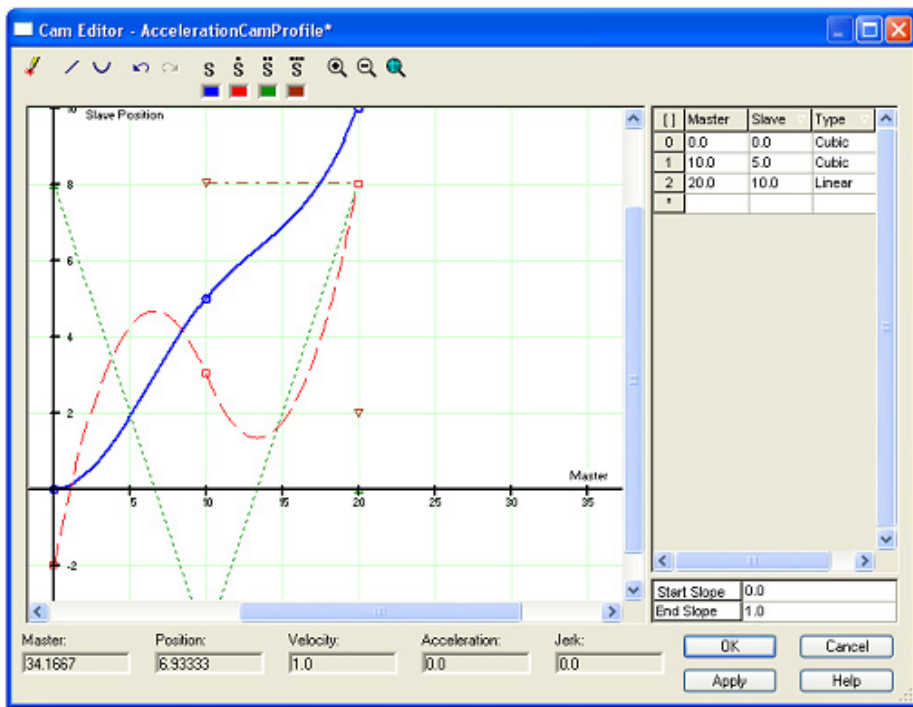 Cam Editor - AccelerationCamProfile*
S S S S
Slave Position
10
8
6
4
2
-2
5 10 15 20 25 30 35
Master
[ ] Master Slave Type
0 0.0 0.0 Cubic
1 10.0 5.0 Cubic
2 20.0 10.0 Linear
*
Start Slope 0.0
End Slope 1.0
Master: Position: Velocity: Acceleration: Jerk:
34.1667 6.93333 1.0 0.0 0.0
OK Cancel
Apply Help